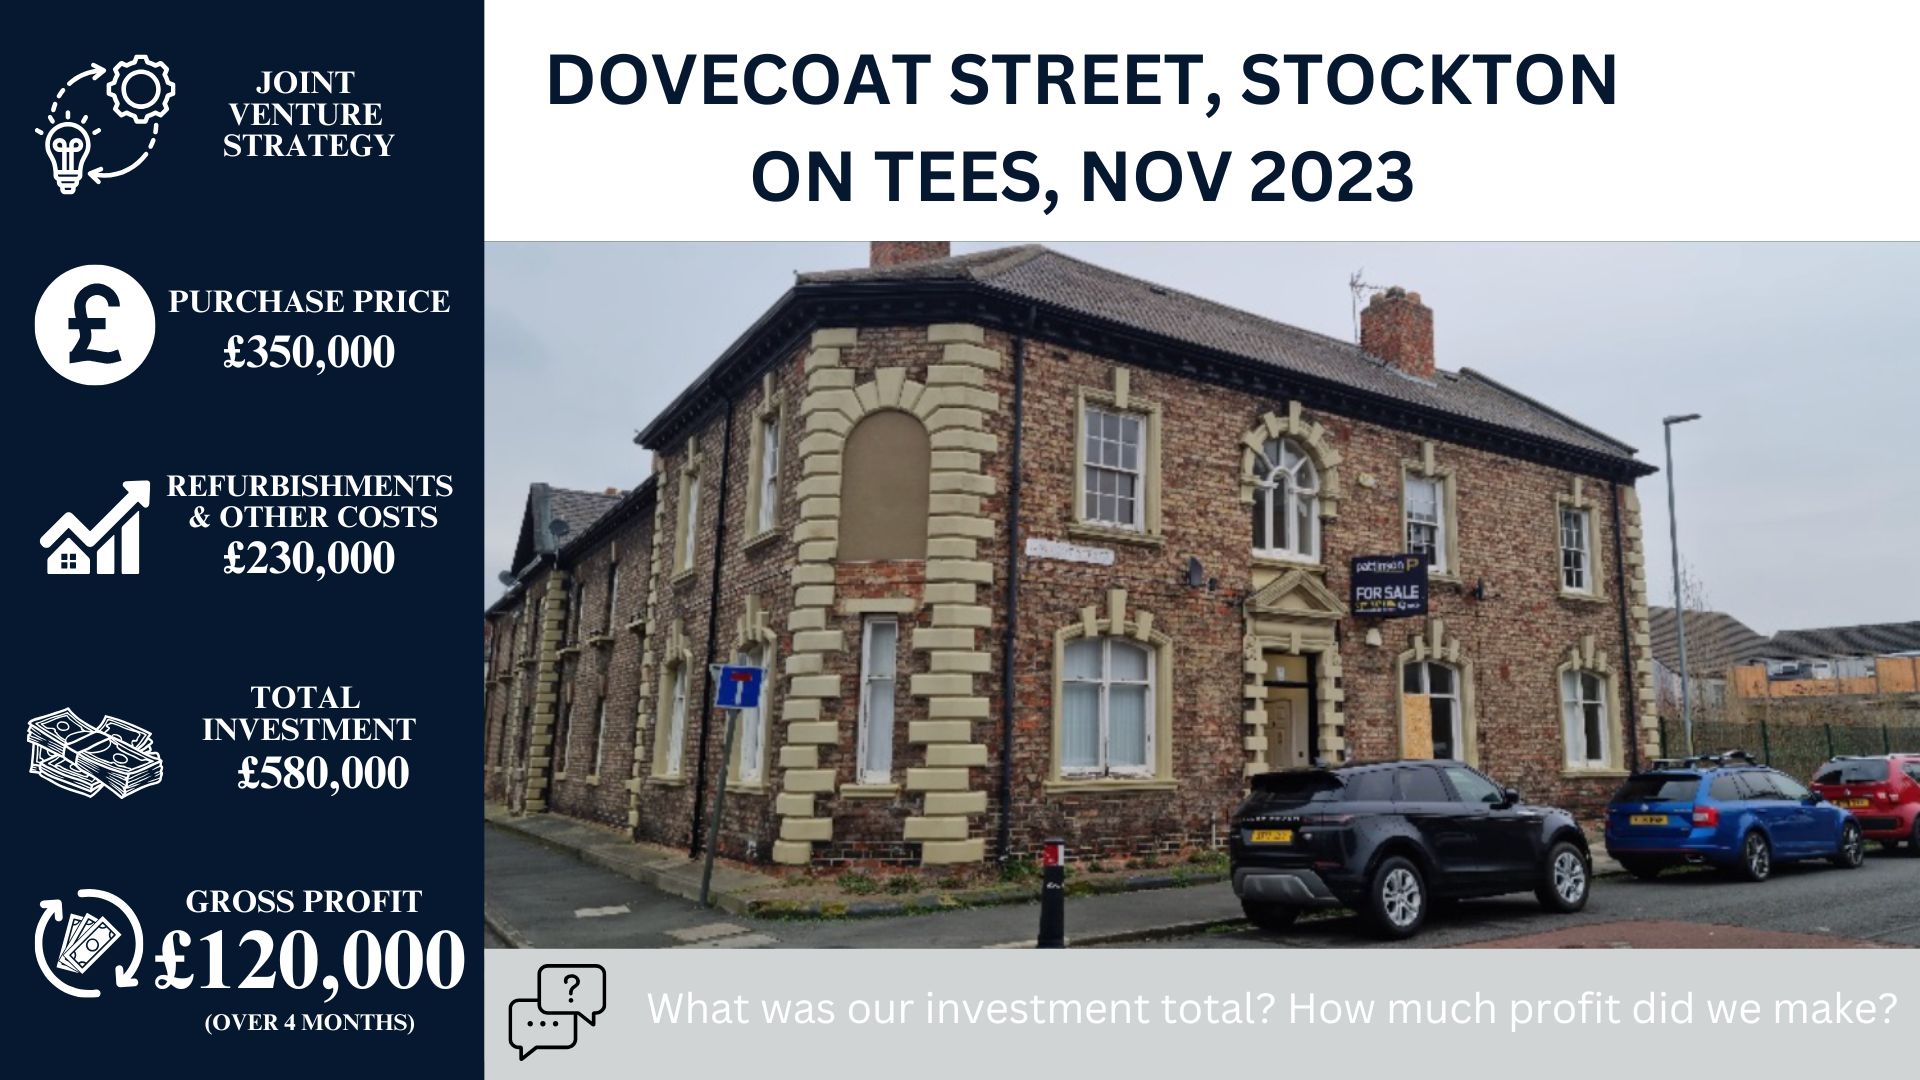 JOINT
VENTURE
STRATEGY
PURCHASE PRICE
£350,000
REFURBISHMENTS
& OTHER COSTS
£230,000
TOTAL
INVESTMENT
£580,000
GROSS PROFIT
£120,000
(OVER 4 MONTHS)
DOVECOAT STREET, STOCKTON
ON TEES, NOV 2023
pattinson
FOR SALE
What was our investment total? How much profit did we make?